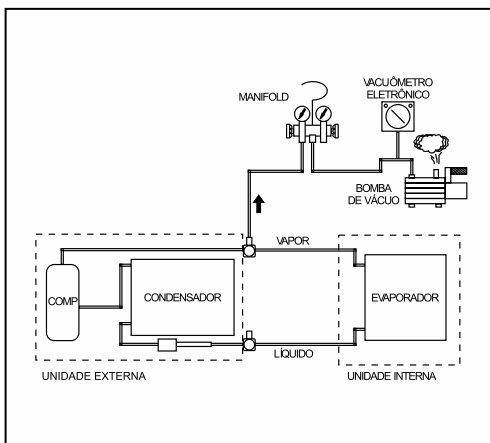 MANIFOLD
VACUÔMETRO
ELETRÔNICO
BOMBA
DE VÁCUO
VAPOR
COMP
CONDENSADOR
EVAPORADOR
LÍQUIDO
UNIDADE EXTERNA
UNIDADE INTERNA